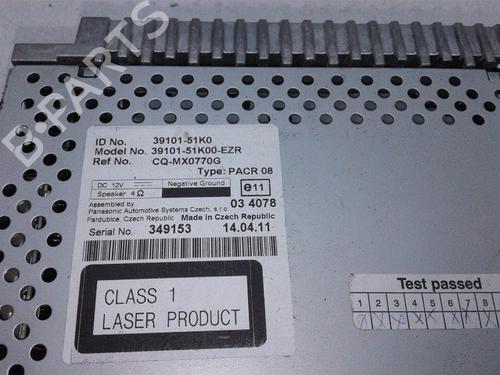 B-PARTS
ID No. 39101-51K0
Model No. 39101-51K00-EZR
Ref No. CQ-MX0770G
Type: PACR 08
DC 12V Negative Ground
Speaker 4Ω
e11
03 4078
Assembled by
Panasonic Automotive Systems Czech, s.r.o
Pardubice, Czech Republic Made in Czech Republic
Serial No. 349153 14.04.11
CLASS 1
LASER PRODUCT
Test passed
1 2 3 4 5 6 7 8